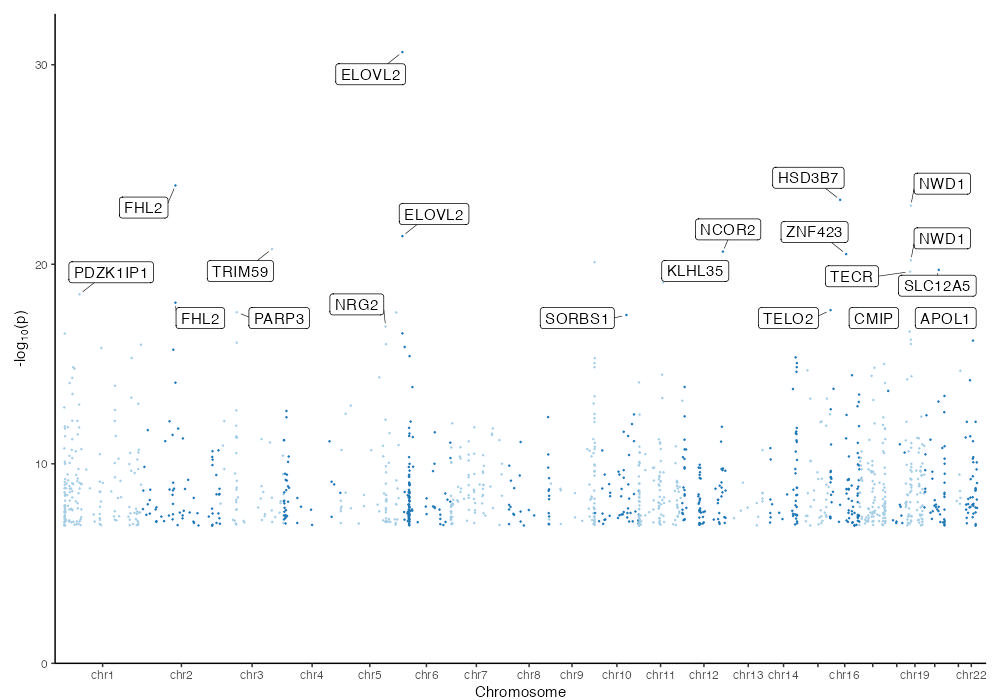 30
ELOVL2
HSD3B7
NWD1
FHL2
ELOVL2
NCOR2
ZNF423
NWD1
20
PDZK1IP1
TRIM59
KLHL35
TECR
SLC12A5
NRG2
FHL2
PARP3
SORBS1
TELO2
CMIP
APOL1
-log10(p)
10
0
chr1 chr2 chr3 chr4 chr5 chr6 chr7 chr8 chr9 chr10 chr11 chr12 chr13 chr14 chr16 chr17 chr19 chr22
Chromosome